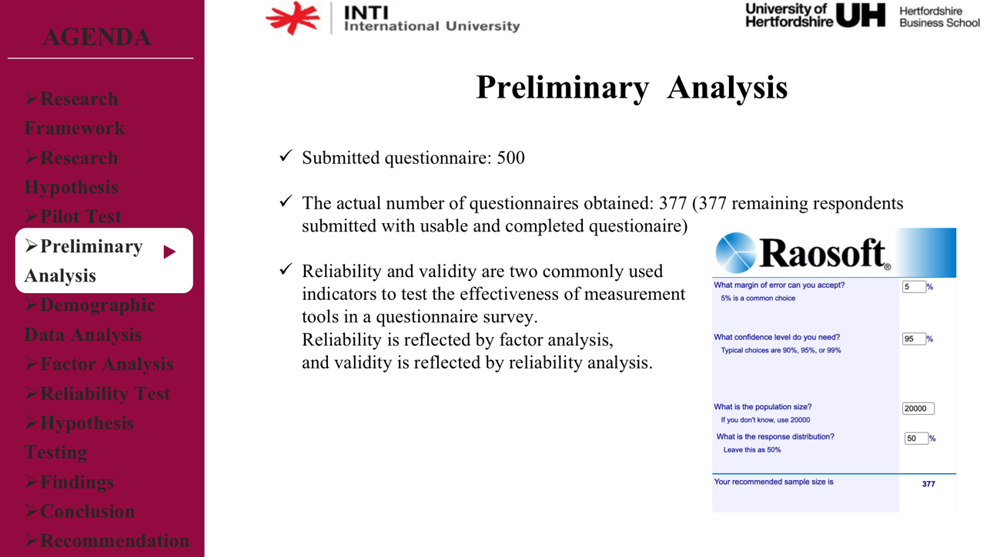 AGENDA
➢Research
Framework
➢Research
Hypothesis
➢Pilot Test
➢Preliminary
Analysis
➢Demographic
Data Analysis
➢Factor Analysis
➢Reliability Test
➢Hypothesis
Testing
➢Findings
➢Conclusion
➢Recommendation
INTI
International University
University of
Hertfordshire
UH
Hertfordshire
Business School
Preliminary Analysis
✓ Submitted questionnaire: 500
✓ The actual number of questionnaires obtained: 377 (377 remaining respondents
submitted with usable and completed questionaire)
✓ Reliability and validity are two commonly used
indicators to test the effectiveness of measurement
tools in a questionnaire survey.
Reliability is reflected by factor analysis,
and validity is reflected by reliability analysis.
Raosoft®
What margin of error can you accept? 5 %
5% is a common choice
What confidence level do you need? 95 %
Typical choices are 90%, 95%, or 99%
What is the population size? 20000
If you don't know, use 20000
What is the response distribution? 50 %
Leave this as 50%
Your recommended sample size is 377